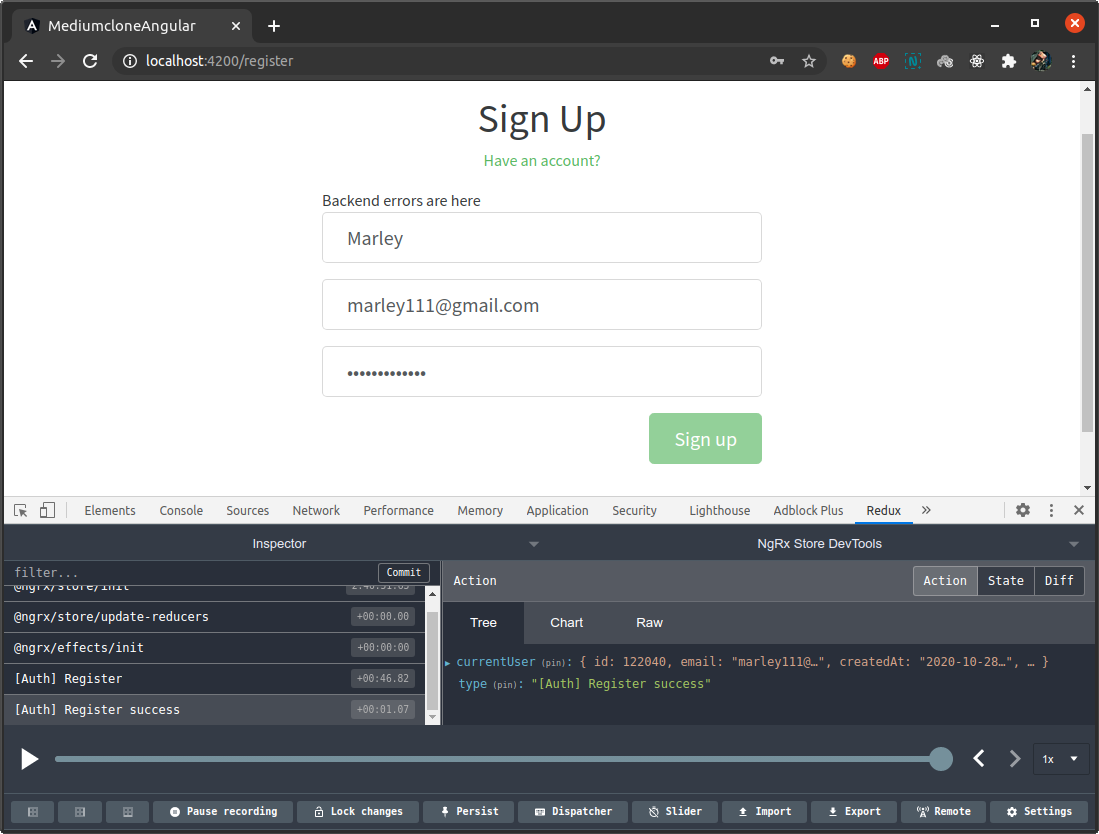 MediumcloneAngular
localhost:4200/register
ABP
N
Sign Up
Have an account?
Backend errors are here
Marley
marley111@gmail.com
•••••••••••••
Sign up
Elements Console Sources Network Performance Memory Application Security Lighthouse Adblock Plus Redux »
Inspector NgRx Store DevTools
filter... Commit
Action Action State Diff
@ngrx/store/init
@ngrx/store/update-reducers +00:00.00
@ngrx/effects/init +00:00:00
[Auth] Register +00:46.82
[Auth] Register success +00:01.07
Tree Chart Raw
currentUser (pin): { id: 122040, email: "marley111@…", createdAt: "2020-10-28…", … }
type (pin): "[Auth] Register success"
1x
Pause recording Lock changes Persist Dispatcher Slider Import Export Remote Settings